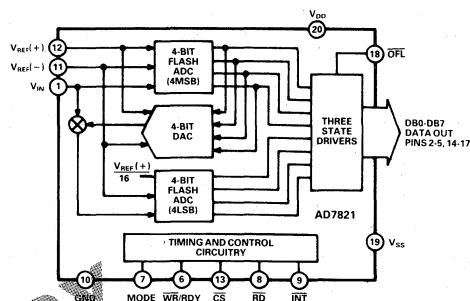 VDD
20
VREF(+) 12
VREF(-) 11
VIN 1
4-BIT
FLASH
ADC
(4MSB)
18 OFL
4-BIT
DAC
THREE
STATE
DRIVERS
DB0-DB7
DATA OUT
PINS 2-5, 14-17
VREF(+)
16
4-BIT
FLASH
ADC
(4LSB)
AD7821
19 VSS
TIMING AND CONTROL
CIRCUITRY
10 7 6 13 8 9
GND MODE WR/RDY CS RD INT